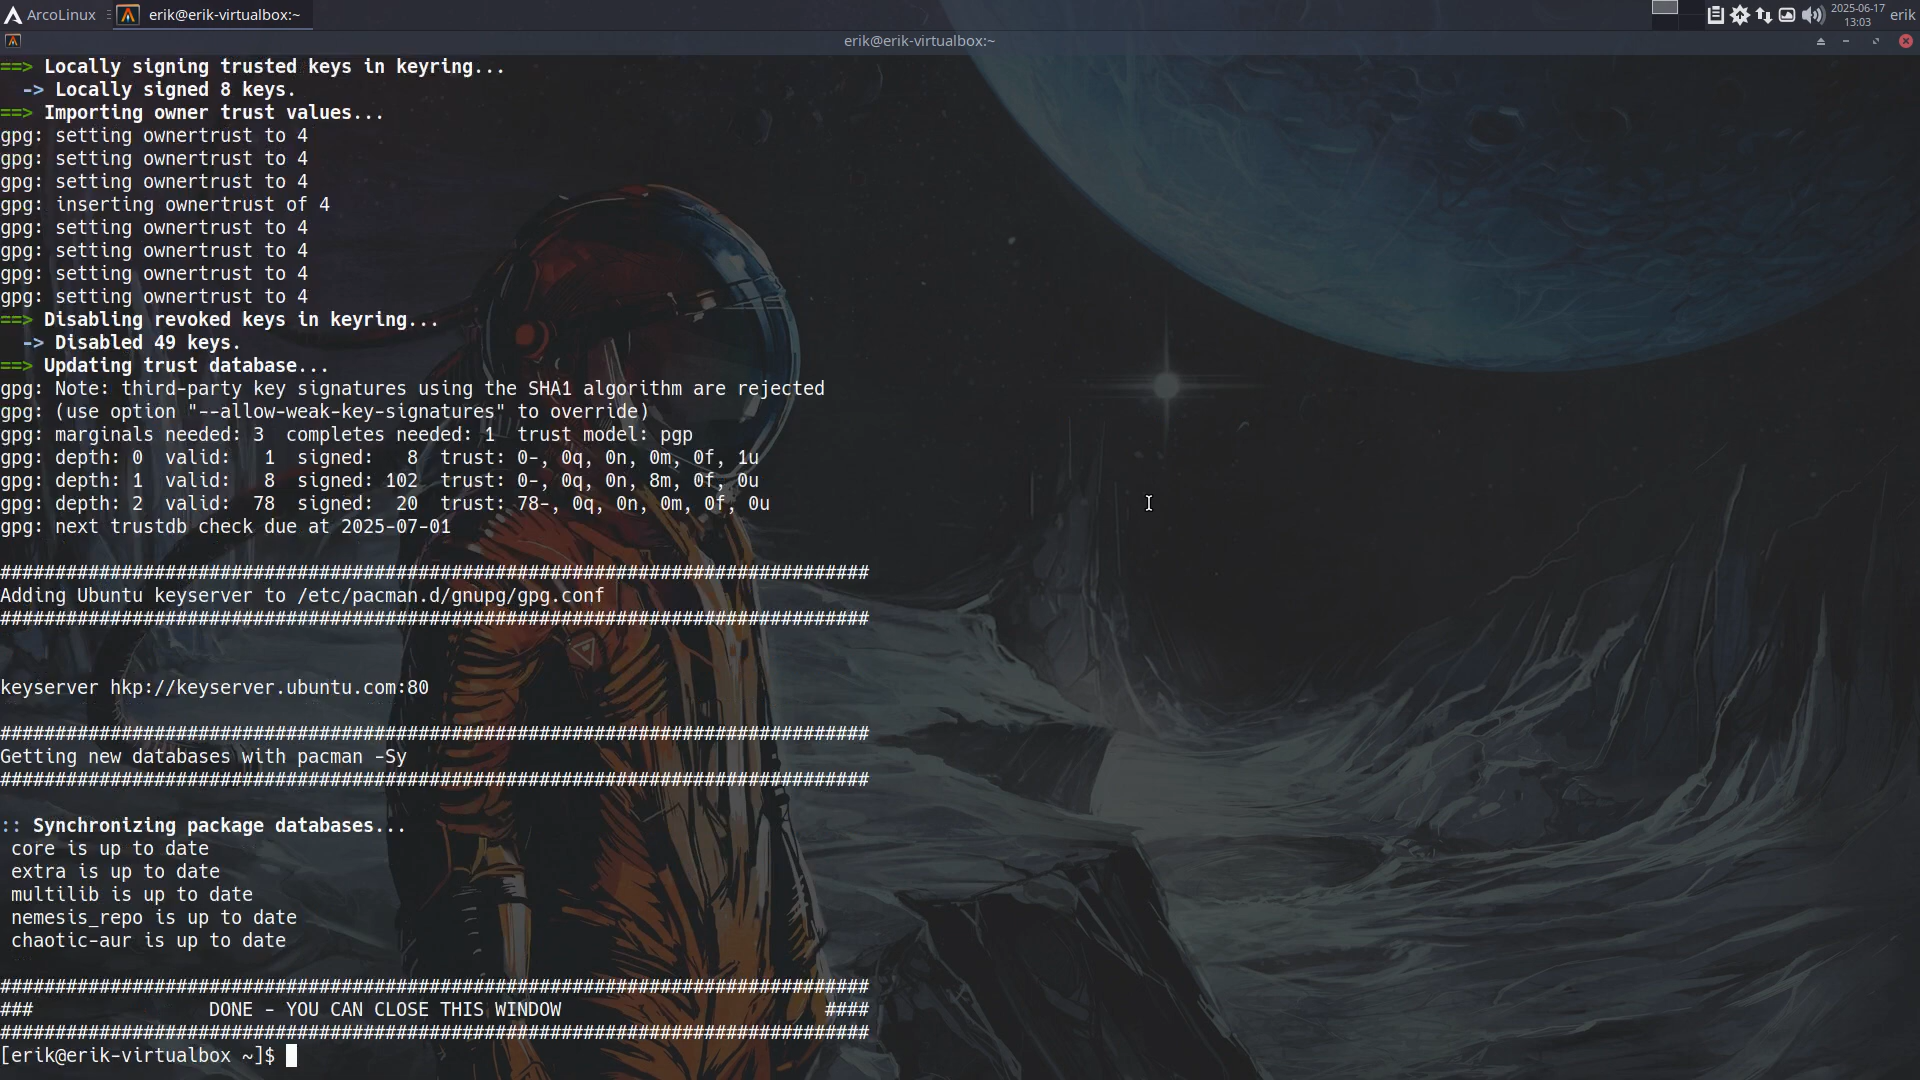 ArcoLinux
erik@erik-virtualbox:~
2025-06-17
13:03
erik
erik@erik-virtualbox:~
==> Locally signing trusted keys in keyring...
  -> Locally signed 8 keys.
==> Importing owner trust values...
gpg: setting ownertrust to 4
gpg: setting ownertrust to 4
gpg: setting ownertrust to 4
gpg: inserting ownertrust of 4
gpg: setting ownertrust to 4
gpg: setting ownertrust to 4
gpg: setting ownertrust to 4
gpg: setting ownertrust to 4
==> Disabling revoked keys in keyring...
  -> Disabled 49 keys.
==> Updating trust database...
gpg: Note: third-party key signatures using the SHA1 algorithm are rejected
gpg: (use option "--allow-weak-key-signatures" to override)
gpg: marginals needed: 3  completes needed: 1  trust model: pgp
gpg: depth: 0  valid:   1  signed:   8  trust: 0-, 0q, 0n, 0m, 0f, 1u
gpg: depth: 1  valid:   8  signed: 102  trust: 0-, 0q, 0n, 8m, 0f, 0u
gpg: depth: 2  valid:  78  signed:  20  trust: 78-, 0q, 0n, 0m, 0f, 0u
gpg: next trustdb check due at 2025-07-01
###############################################################################
Adding Ubuntu keyserver to /etc/pacman.d/gnupg/gpg.conf
###############################################################################
keyserver hkp://keyserver.ubuntu.com:80
###############################################################################
Getting new databases with pacman -Sy
###############################################################################
:: Synchronizing package databases...
 core is up to date
 extra is up to date
 multilib is up to date
 nemesis_repo is up to date
 chaotic-aur is up to date
###############################################################################
###                DONE - YOU CAN CLOSE THIS WINDOW                        ####
###############################################################################
[erik@erik-virtualbox ~]$